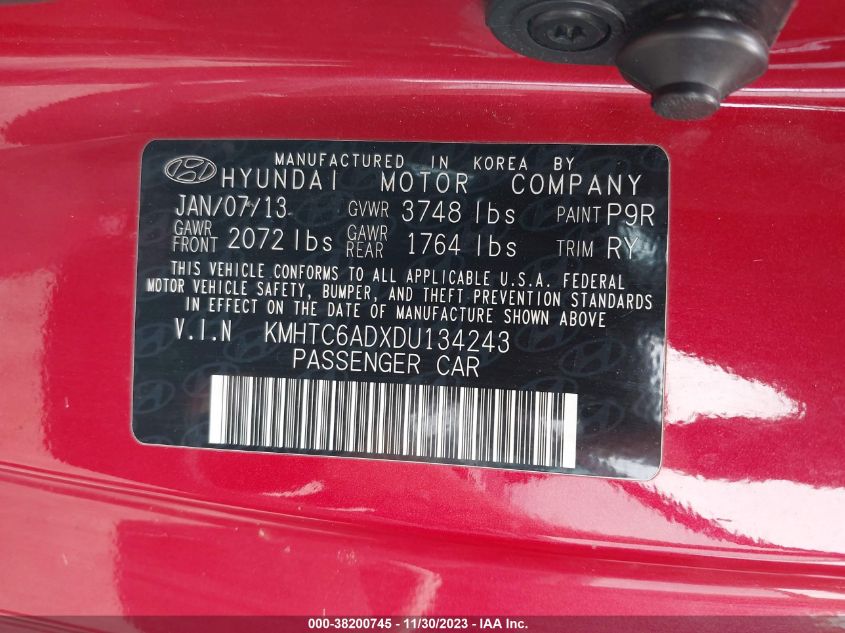 MANUFACTURED IN KOREA BY
HYUNDAI MOTOR COMPANY
JAN/07/13 GVWR 3748 lbs PAINT P9R
GAWR FRONT 2072 lbs GAWR REAR 1764 lbs TRIM RY
THIS VEHICLE CONFORMS TO ALL APPLICABLE U.S.A. FEDERAL
MOTOR VEHICLE SAFETY, BUMPER, AND THEFT PREVENTION STANDARDS
IN EFFECT ON THE DATE OF MANUFACTURE SHOWN ABOVE
V.I.N KMHTC6ADXDU134243
PASSENGER CAR
000-38200745 - 11/30/2023 - IAA Inc.